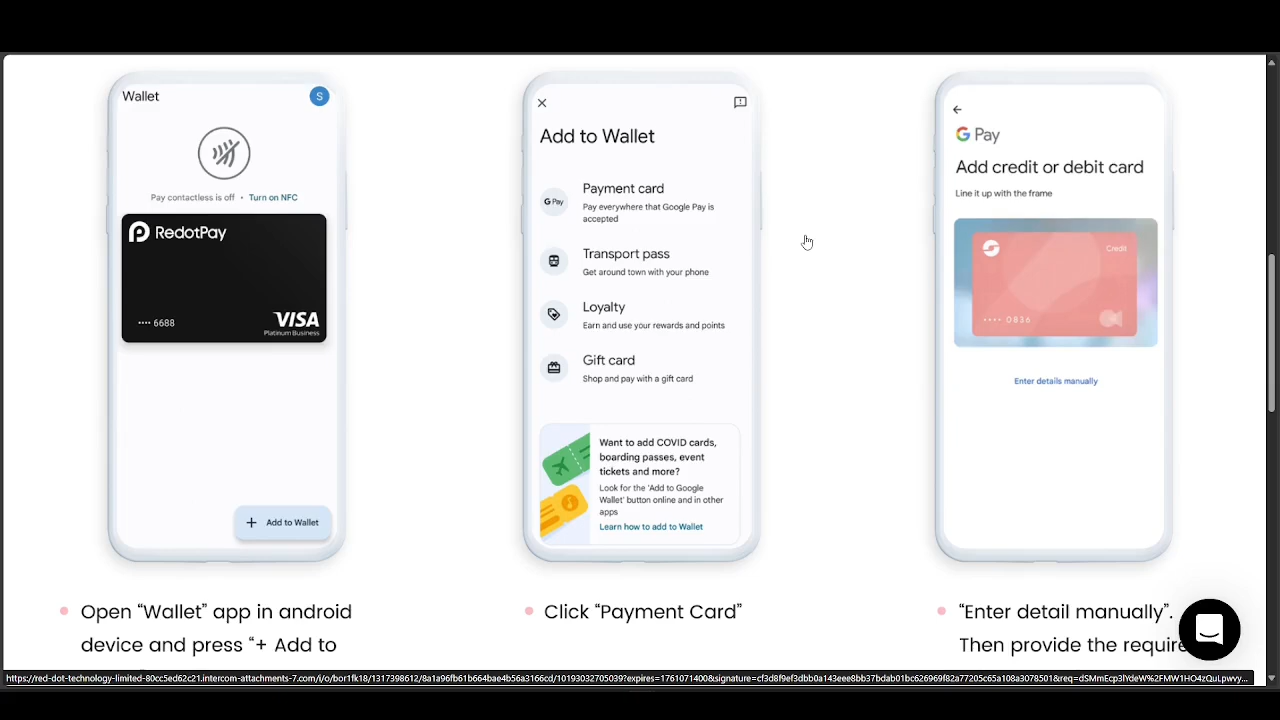 Wallet
S
Pay contactless is off • Turn on NFC
RedotPay
•••• 6688
VISA
Platinum Business
+ Add to Wallet
• Open “Wallet” app in android
device and press “+ Add to
Add to Wallet
G Pay
Payment card
Pay everywhere that Google Pay is
accepted
Transport pass
Get around town with your phone
Loyalty
Earn and use your rewards and points
Gift card
Shop and pay with a gift card
Want to add COVID cards,
boarding passes, event
tickets and more?
Look for the 'Add to Google
Wallet' button online and in other
apps
Learn how to add to Wallet
• Click “Payment Card”
G Pay
Add credit or debit card
Line it up with the frame
Credit
•••• 0836
Enter details manually
• “Enter detail manually”.
Then provide the require